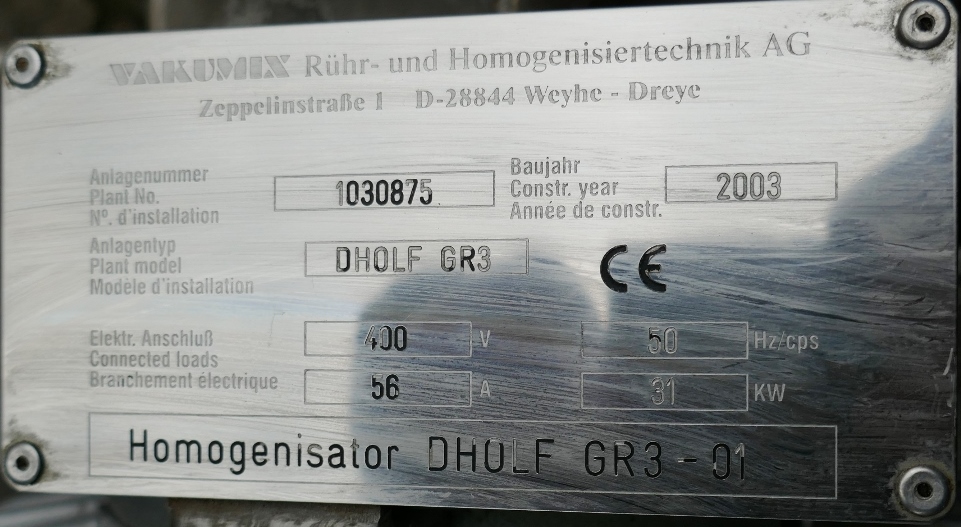 VAKUMIX Rühr- und Homogenisiertechnik AG
Zeppelinstraße 1 D-28844 Weyhe - Dreye
Anlagenummer
Plant No.
Nº. d'installation
1030875
Baujahr
Constr. year
Année de constr.
2003
Anlagentyp
Plant model
Modèle d'installation
DHOLF GR3
CE
Elektr. Anschluß
Connected loads
Branchement électrique
400 V 50 Hz/cps
56 A 31 KW
Homogenisator DHOLF GR3 - 01